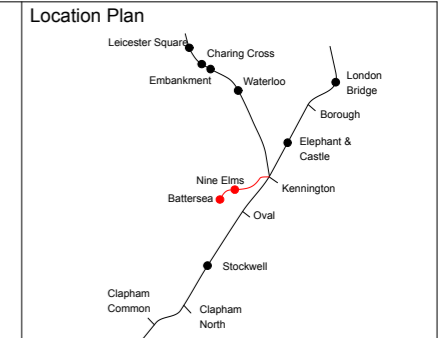 Location Plan
Leicester Square
Charing Cross
Embankment
Waterloo
London
Bridge
Borough
Elephant &
Castle
Nine Elms
Kennington
Battersea
Oval
Stockwell
Clapham
Common
Clapham
North